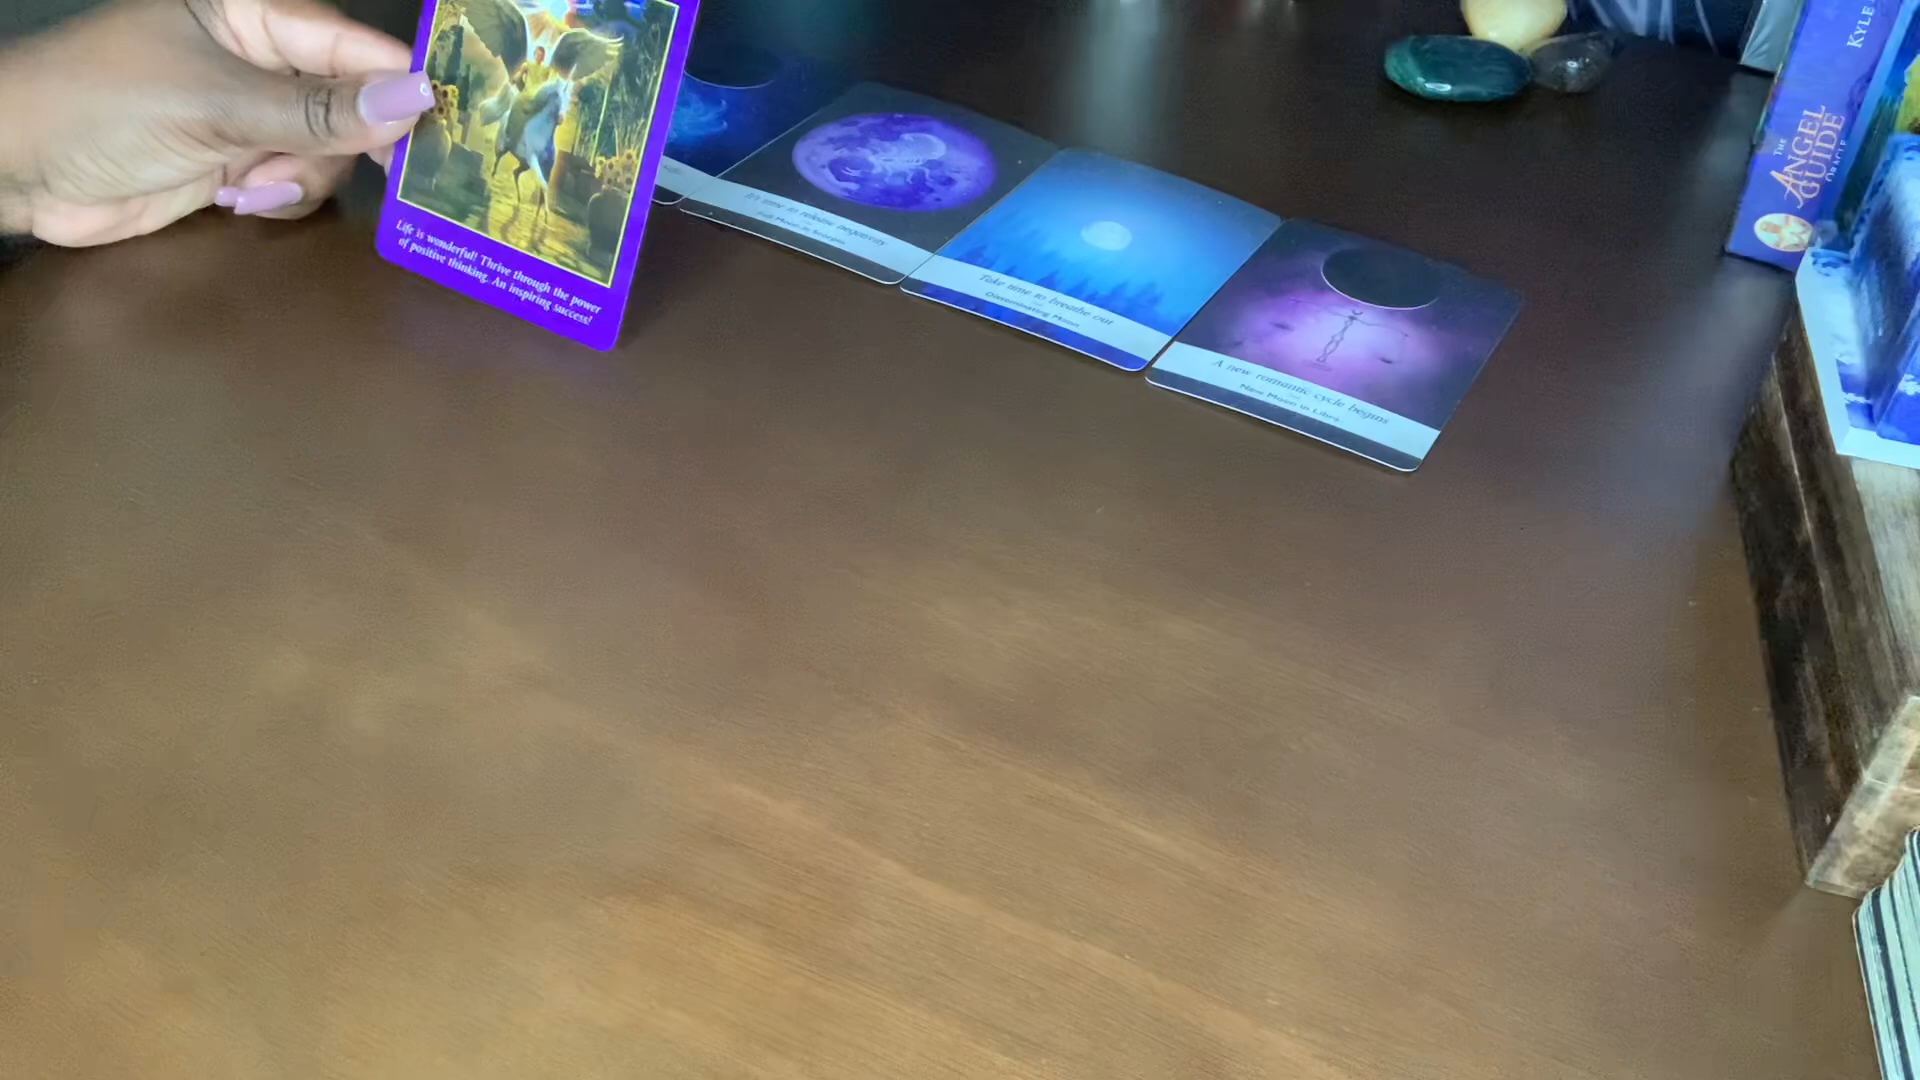 Life is wonderful! Thrive through the power
of positive thinking. An inspiring success!
It's time to release negativity
Full Moon in Scorpio
Take time to breathe out
Disseminating Moon
A new romantic cycle begins
New Moon in Libra
THE
ANGEL
GUIDE
ORACLE
KYLE